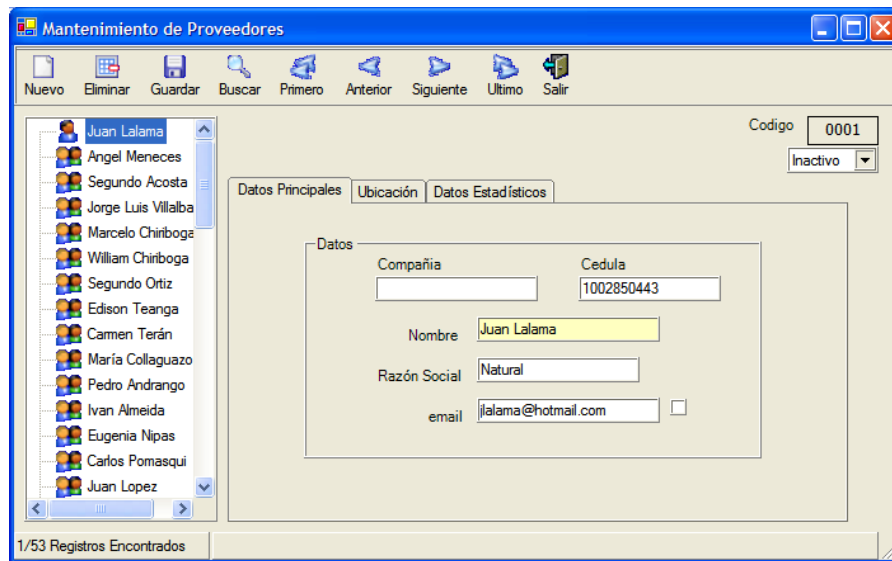 Mantenimiento de Proveedores
Nuevo Eliminar Guardar Buscar Primero Anterior Siguiente Ultimo Salir
Juan Lalama
Angel Meneces
Segundo Acosta
Jorge Luis Villalba
Marcelo Chiriboga
William Chiriboga
Segundo Ortiz
Edison Teanga
Carmen Terán
María Collaguazo
Pedro Andrango
Ivan Almeida
Eugenia Nipas
Carlos Pomasqui
Juan Lopez
Codigo 0001
Inactivo
Datos Principales Ubicación Datos Estadísticos
Datos
Compañia Cedula
1002850443
Nombre Juan Lalama
Razón Social Natural
email jlalama@hotmail.com
1/53 Registros Encontrados